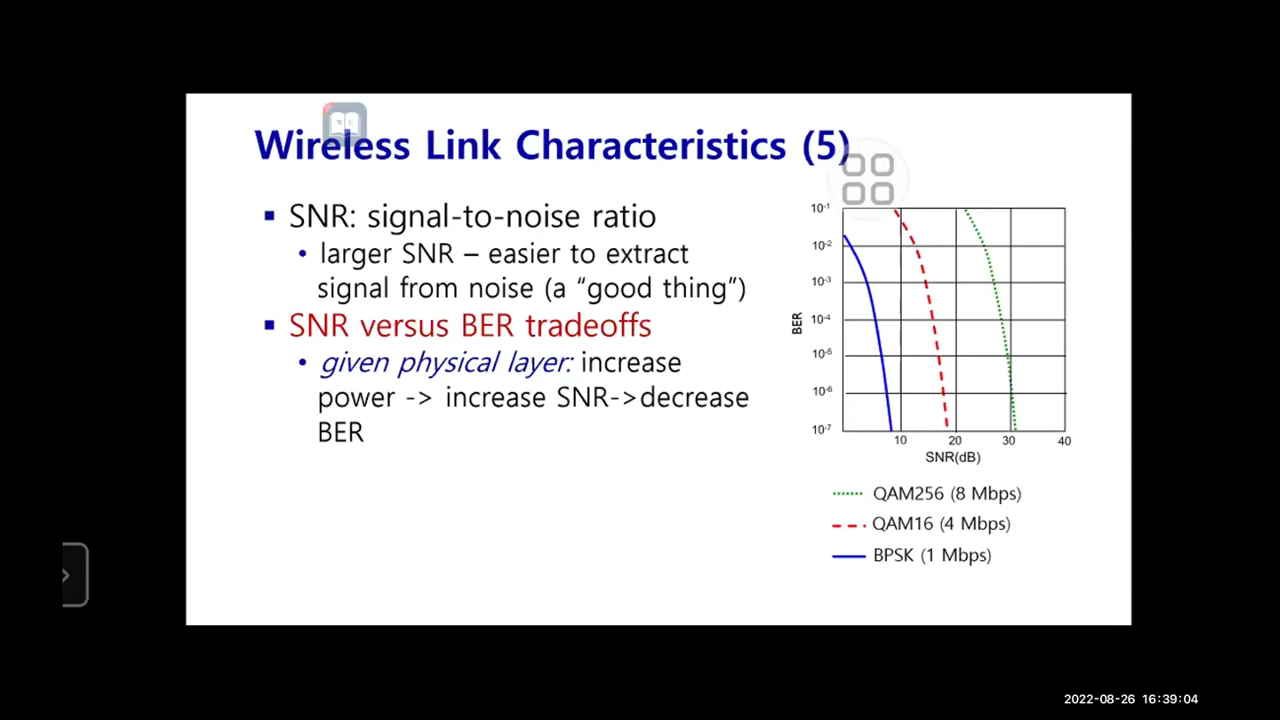 Wireless Link Characteristics (5)
▪ SNR: signal-to-noise ratio
• larger SNR – easier to extract
signal from noise (a “good thing”)
▪ SNR versus BER tradeoffs
• given physical layer: increase
power -> increase SNR->decrease
BER
BER
10-1
10-2
10-3
10-4
10-5
10-6
10-7
10 20 30 40
SNR(dB)
QAM256 (8 Mbps)
QAM16 (4 Mbps)
BPSK (1 Mbps)
2022-08-26 16:39:04